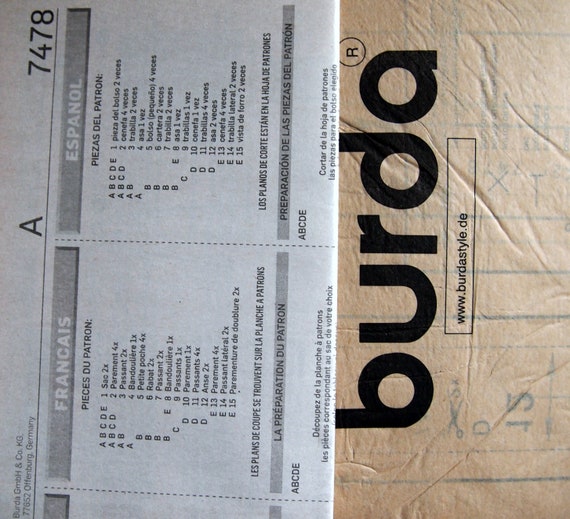 Burda GmbH & Co. KG,
77652 Offenburg, Germany
A
7478
FRANCAIS
PIECES DU PATRON:
A B C D E 1 Sac 2x
A B C D 2 Parement 4x
A B 3 Passant 2x
A 4 Bandoulière 1x
B 5 Petite poche 4x
B 6 Rabat 2x
B 7 Passant 2x
B E 8 Bandoulière 1x
C 9 Passants 1x
D 10 Parement 1x
D 11 Passants 4x
D 12 Anse 2x
E 13 Parement 4x
E 14 Passant latéral 2x
E 15 Parementure de doublure 2x
LES PLANS DE COUPE SE TROUVENT SUR LA PLANCHE A PATRONS
LA PRÉPARATION DU PATRON
ABCDE
Découpez de la planche à patrons
les pièces correspondant au sac de votre choix
ESPAÑOL
PIEZAS DEL PATRON:
A B C D E 1 pieza del bolso 2 veces
A B C D 2 cenefa 4 veces
A B 3 trabilla 2 veces
A 4 asa 1 vez
B 5 bolso (pequeño) 4 veces
B 6 cartera 2 veces
B 7 trabilla 2 veces
B E 8 asa 1 vez
C 9 trabillas 1 vez
D 10 cenefa 1 vez
D 11 trabillas 4 veces
D 12 asa 2 veces
E 13 cenefa 4 veces
E 14 trabilla lateral 2 veces
E 15 vista de forro 2 veces
LOS PLANOS DE CORTE ESTÁN EN LA HOJA DE PATRONES
PREPARACIÓN DE LAS PIEZAS DEL PATRÓN
ABCDE
Cortar de la hoja de patrones
las piezas para el bolso elegido
burda
®
www.burdastyle.de
15